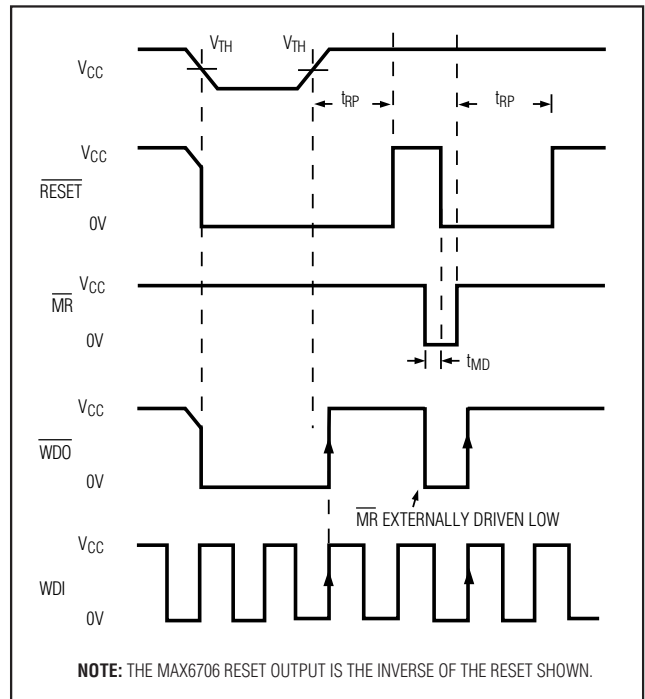 VTH VTH
VCC
tRP tRP
VCC
RESET
0V
VCC
MR
0V
tMD
VCC
WDO
0V
MR EXTERNALLY DRIVEN LOW
VCC
WDI
0V
NOTE: THE MAX6706 RESET OUTPUT IS THE INVERSE OF THE RESET SHOWN.